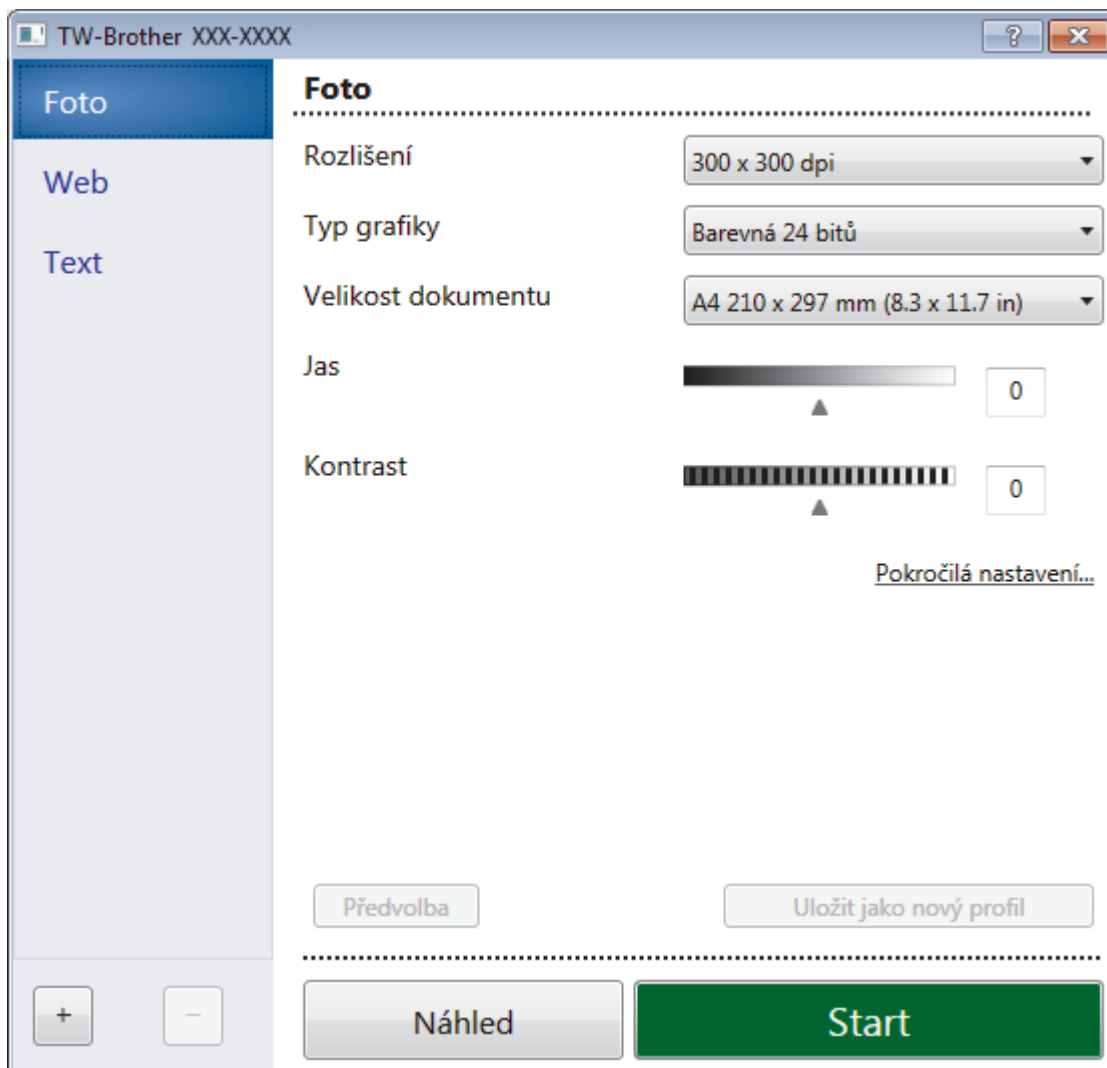 TW-Brother XXX-XXXX
?
Foto
Web
Text
Foto
Rozlišení
300 x 300 dpi
Typ grafiky
Barevná 24 bitů
Velikost dokumentu
A4 210 x 297 mm (8.3 x 11.7 in)
Jas
0
Kontrast
0
Pokročilá nastavení...
Předvolba
Uložit jako nový profil
+
−
Náhled
Start